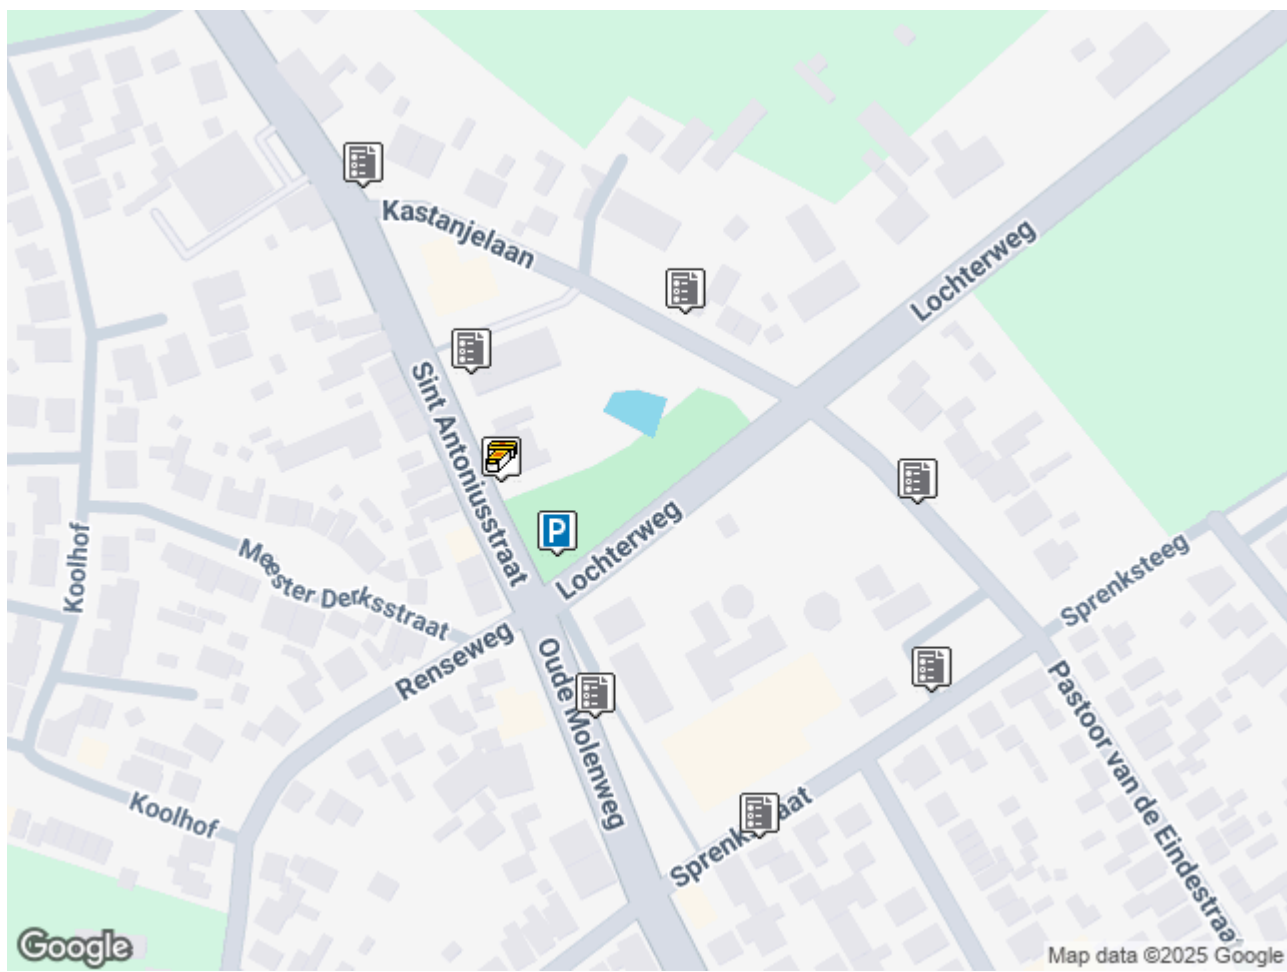 Kastanjelaan
Lochterweg
Sint Antoniusstraat
P
Lochterweg
Koolhof
Meester Derksstraat
Sprenksteeg
Renseweg
Oude Molenweg
Pastoor van de Eindestraat
Koolhof
Google
Map data ©2025 Google